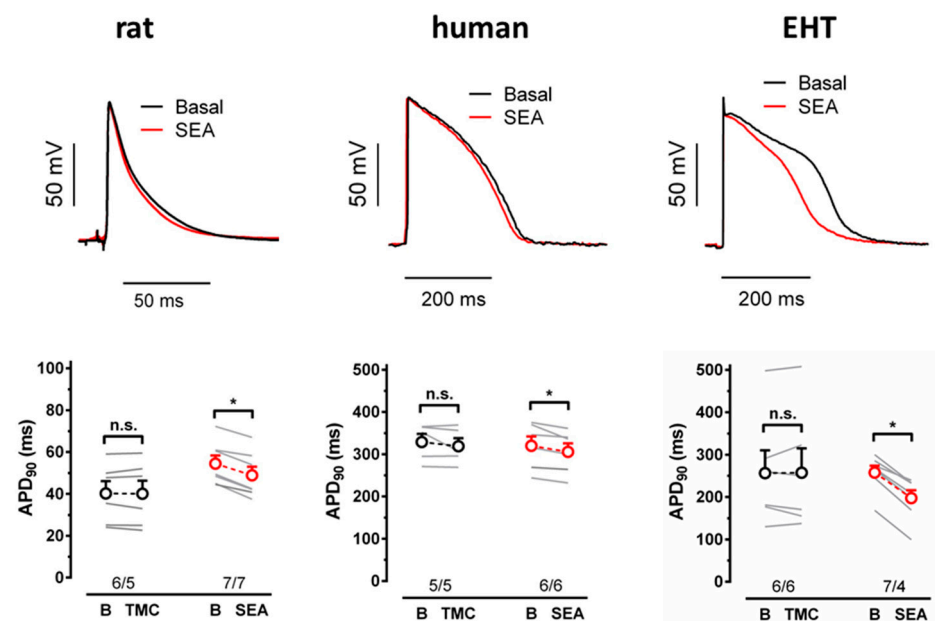 rat
human
EHT
Basal
SEA
50 mV
50 ms
Basal
SEA
50 mV
200 ms
Basal
SEA
50 mV
200 ms
APD90 (ms)
100
80
60
40
20
0
n.s.
*
6/5
7/7
B TMC B SEA
APD90 (ms)
500
400
300
200
100
0
n.s.
*
5/5
6/6
B TMC B SEA
APD90 (ms)
500
400
300
200
100
0
n.s.
*
6/6
7/4
B TMC B SEA